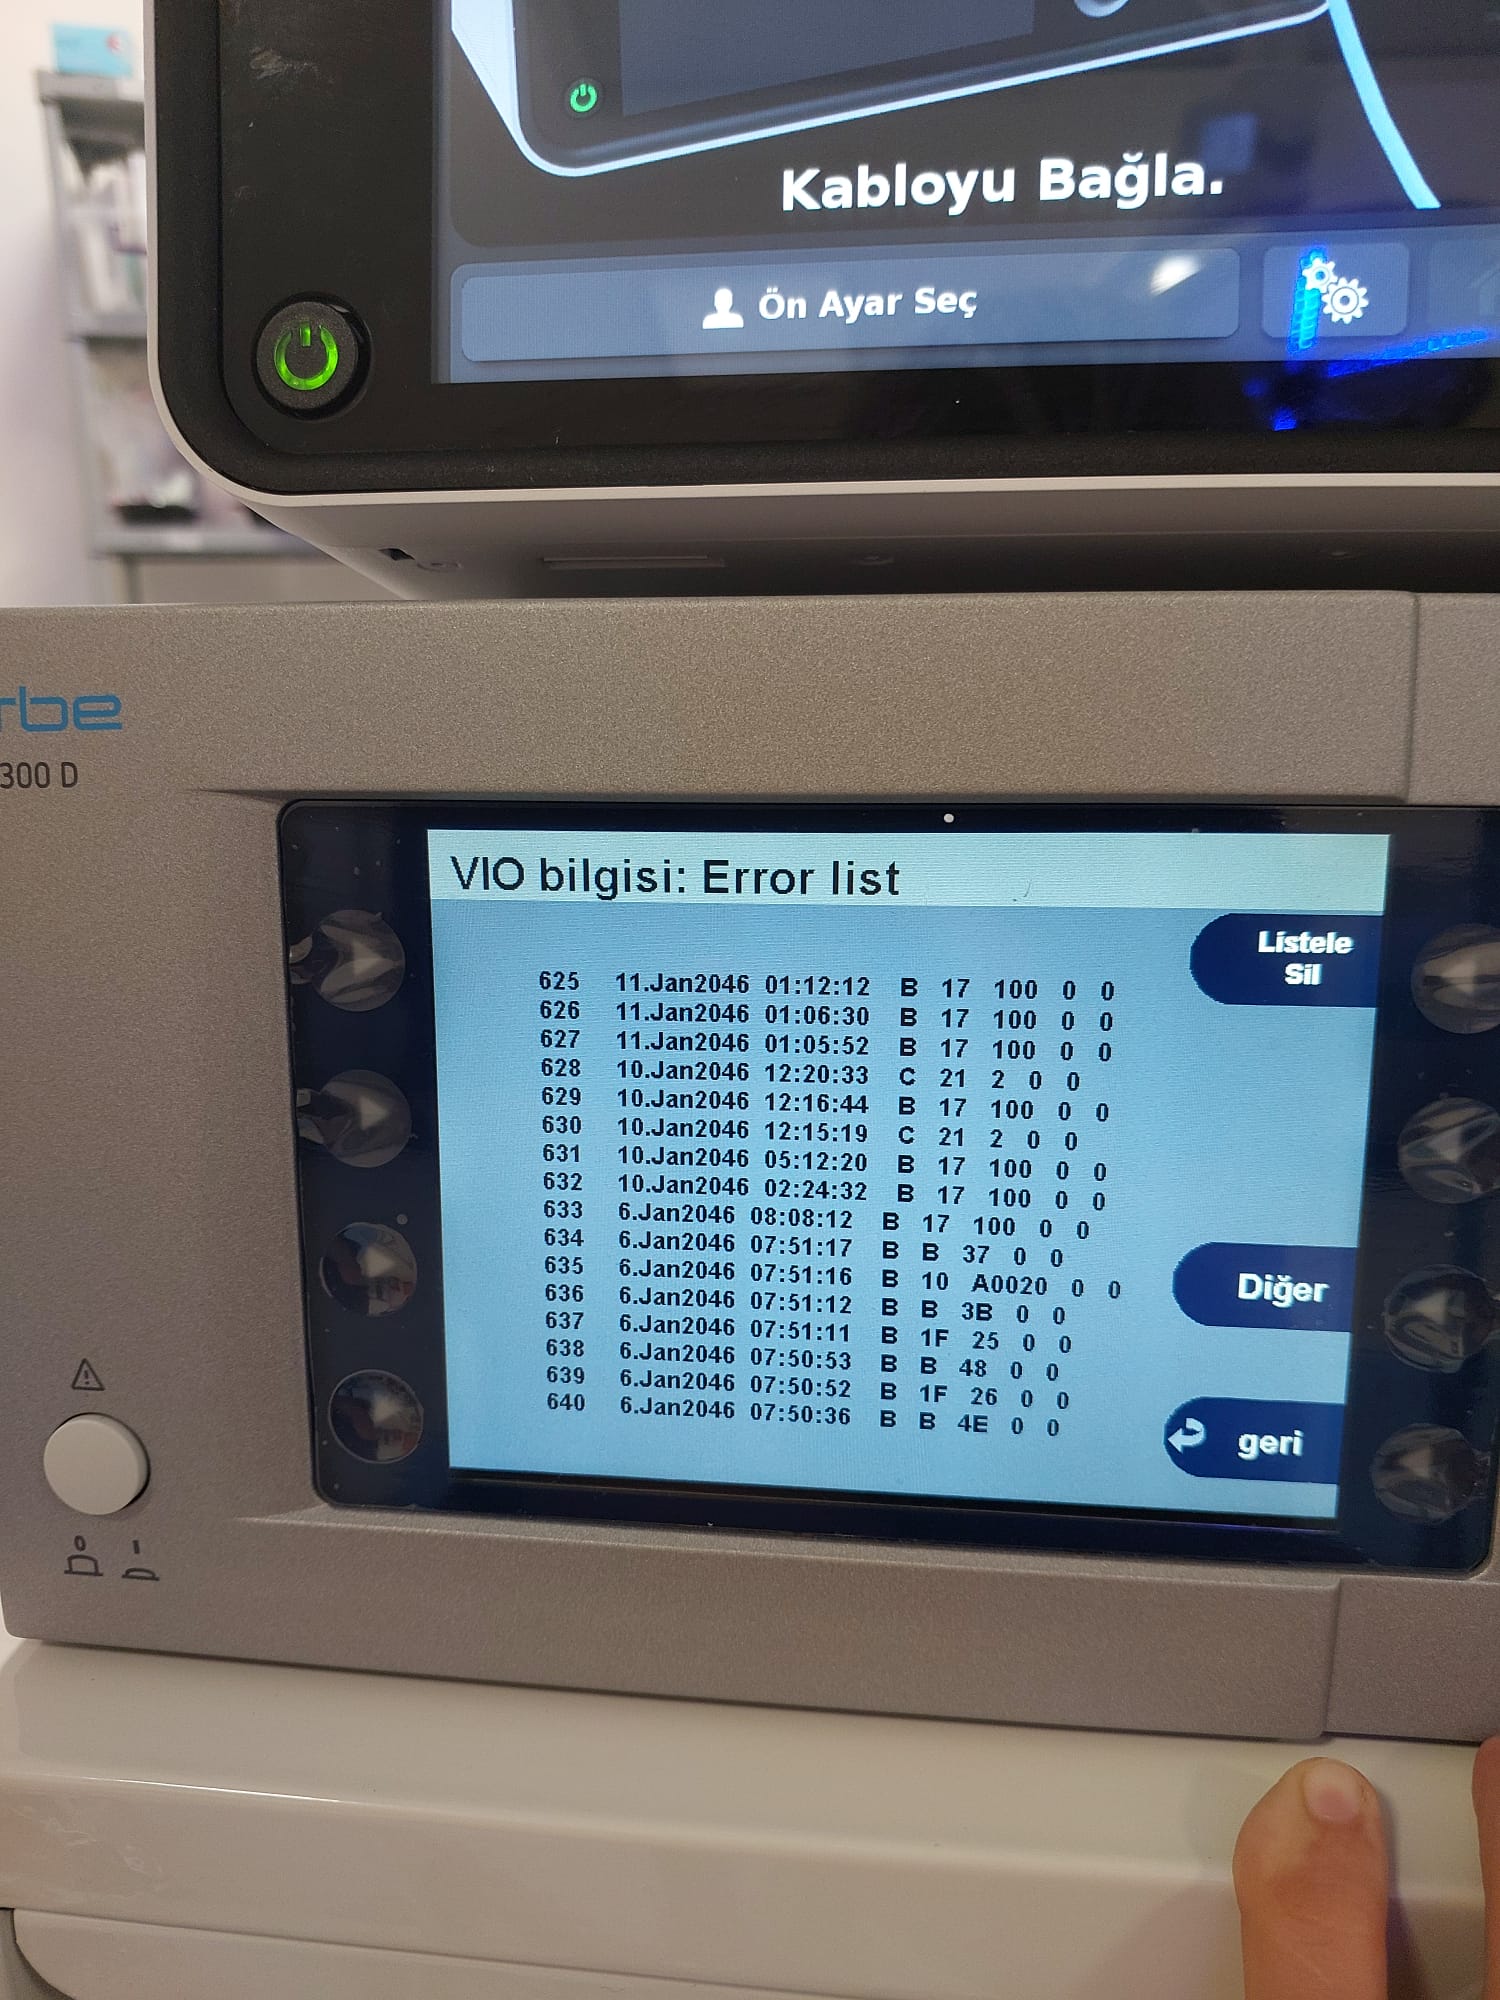 Kabloyu Bağla.
Ön Ayar Seç
rbe
300 D
VIO bilgisi: Error list
Listele
Sil
625 11.Jan2046 01:12:12 B 17 100 0 0
626 11.Jan2046 01:06:30 B 17 100 0 0
627 11.Jan2046 01:05:52 B 17 100 0 0
628 10.Jan2046 12:20:33 C 21 2 0 0
629 10.Jan2046 12:16:44 B 17 100 0 0
630 10.Jan2046 12:15:19 C 21 2 0 0
631 10.Jan2046 05:12:20 B 17 100 0 0
632 10.Jan2046 02:24:32 B 17 100 0 0
633 6.Jan2046 08:08:12 B 17 100 0 0
634 6.Jan2046 07:51:17 B B 37 0 0
635 6.Jan2046 07:51:16 B 10 A0020 0 0
636 6.Jan2046 07:51:12 B B 3B 0 0
637 6.Jan2046 07:51:11 B 1F 25 0 0
638 6.Jan2046 07:50:53 B B 48 0 0
639 6.Jan2046 07:50:52 B 1F 26 0 0
640 6.Jan2046 07:50:36 B B 4E 0 0
Diğer
geri
0 I